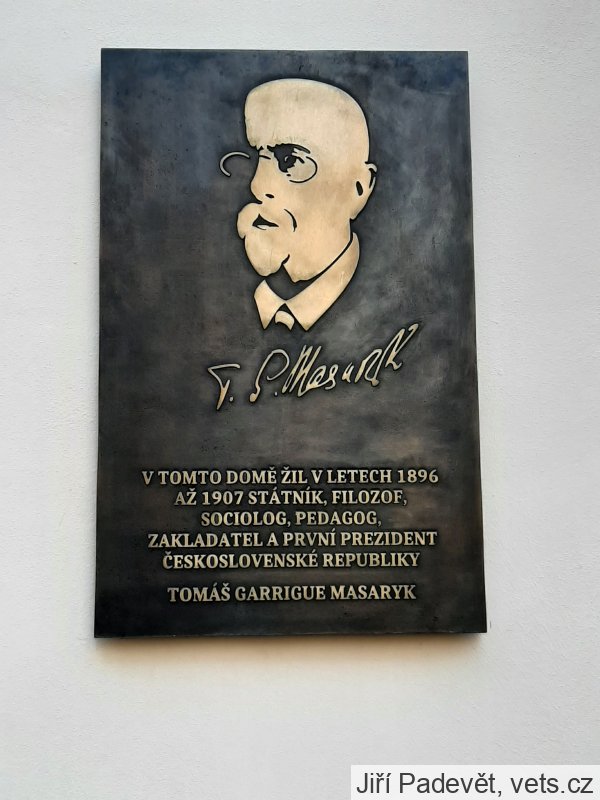 T. G. Masaryk
V TOMTO DOMĚ ŽIL V LETECH 1896
AŽ 1907 STÁTNÍK, FILOZOF,
SOCIOLOG, PEDAGOG,
ZAKLADATEL A PRVNÍ PREZIDENT
ČESKOSLOVENSKÉ REPUBLIKY
TOMÁŠ GARRIGUE MASARYK
Jiří Padevět, vets.cz